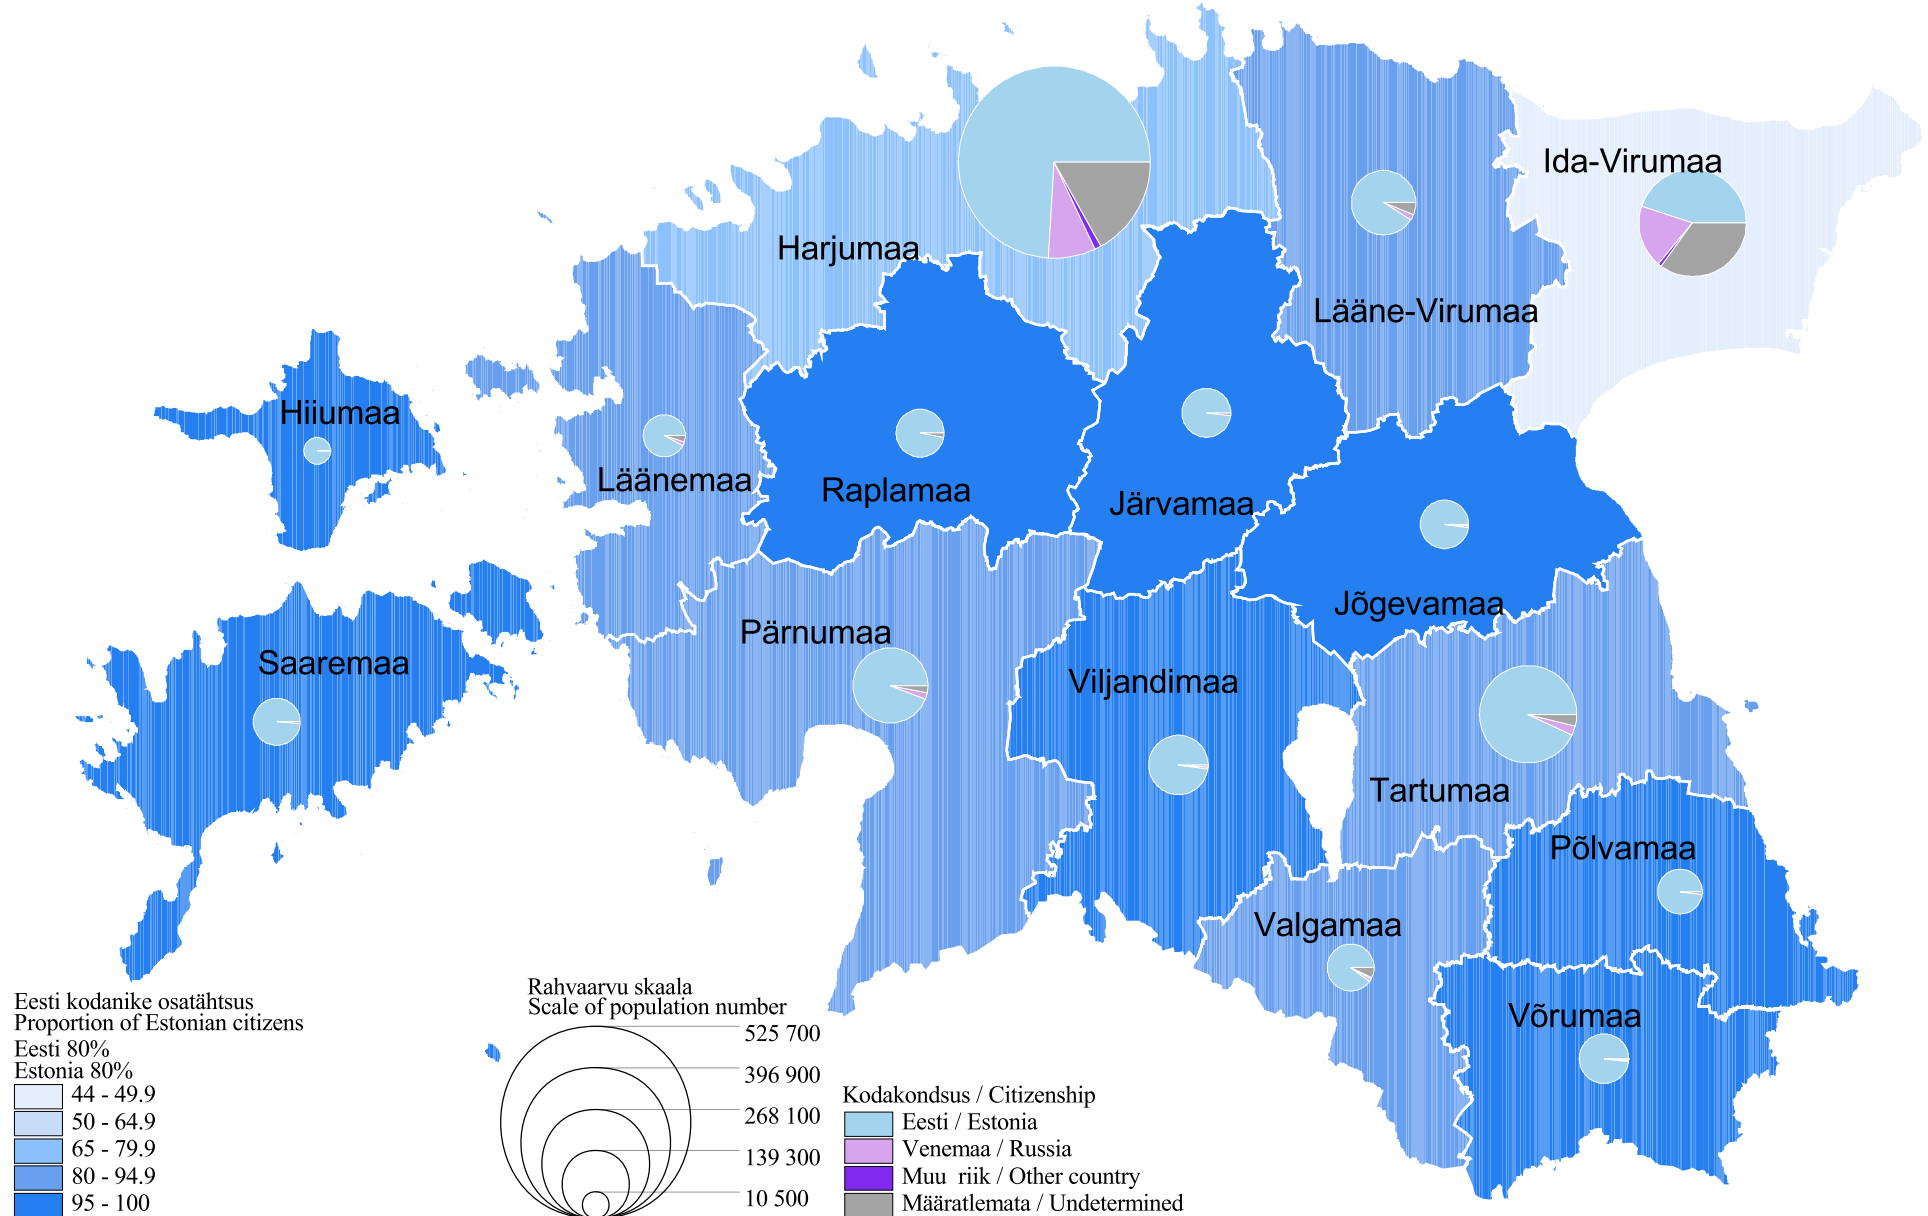 Ida-Virumaa
Harjumaa
Lääne-Virumaa
Hiiumaa
Läänemaa
Raplamaa
Järvamaa
Jõgevamaa
Pärnumaa
Saaremaa
Viljandimaa
Tartumaa
Põlvamaa
Valgamaa
Võrumaa
Eesti kodanike osatähtsus
Proportion of Estonian citizens
Eesti 80%
Estonia 80%
44 - 49.9
50 - 64.9
65 - 79.9
80 - 94.9
95 - 100
Rahvaarvu skaala
Scale of population number
525 700
396 900
268 100
139 300
10 500
Kodakondsus / Citizenship
Eesti / Estonia
Venemaa / Russia
Muu riik / Other country
Määratlemata / Undetermined